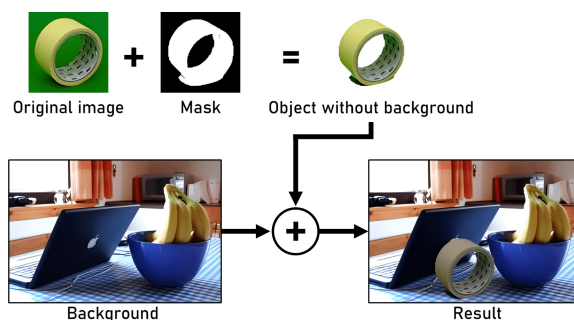 Original image
Mask
Object without background
Background
Result